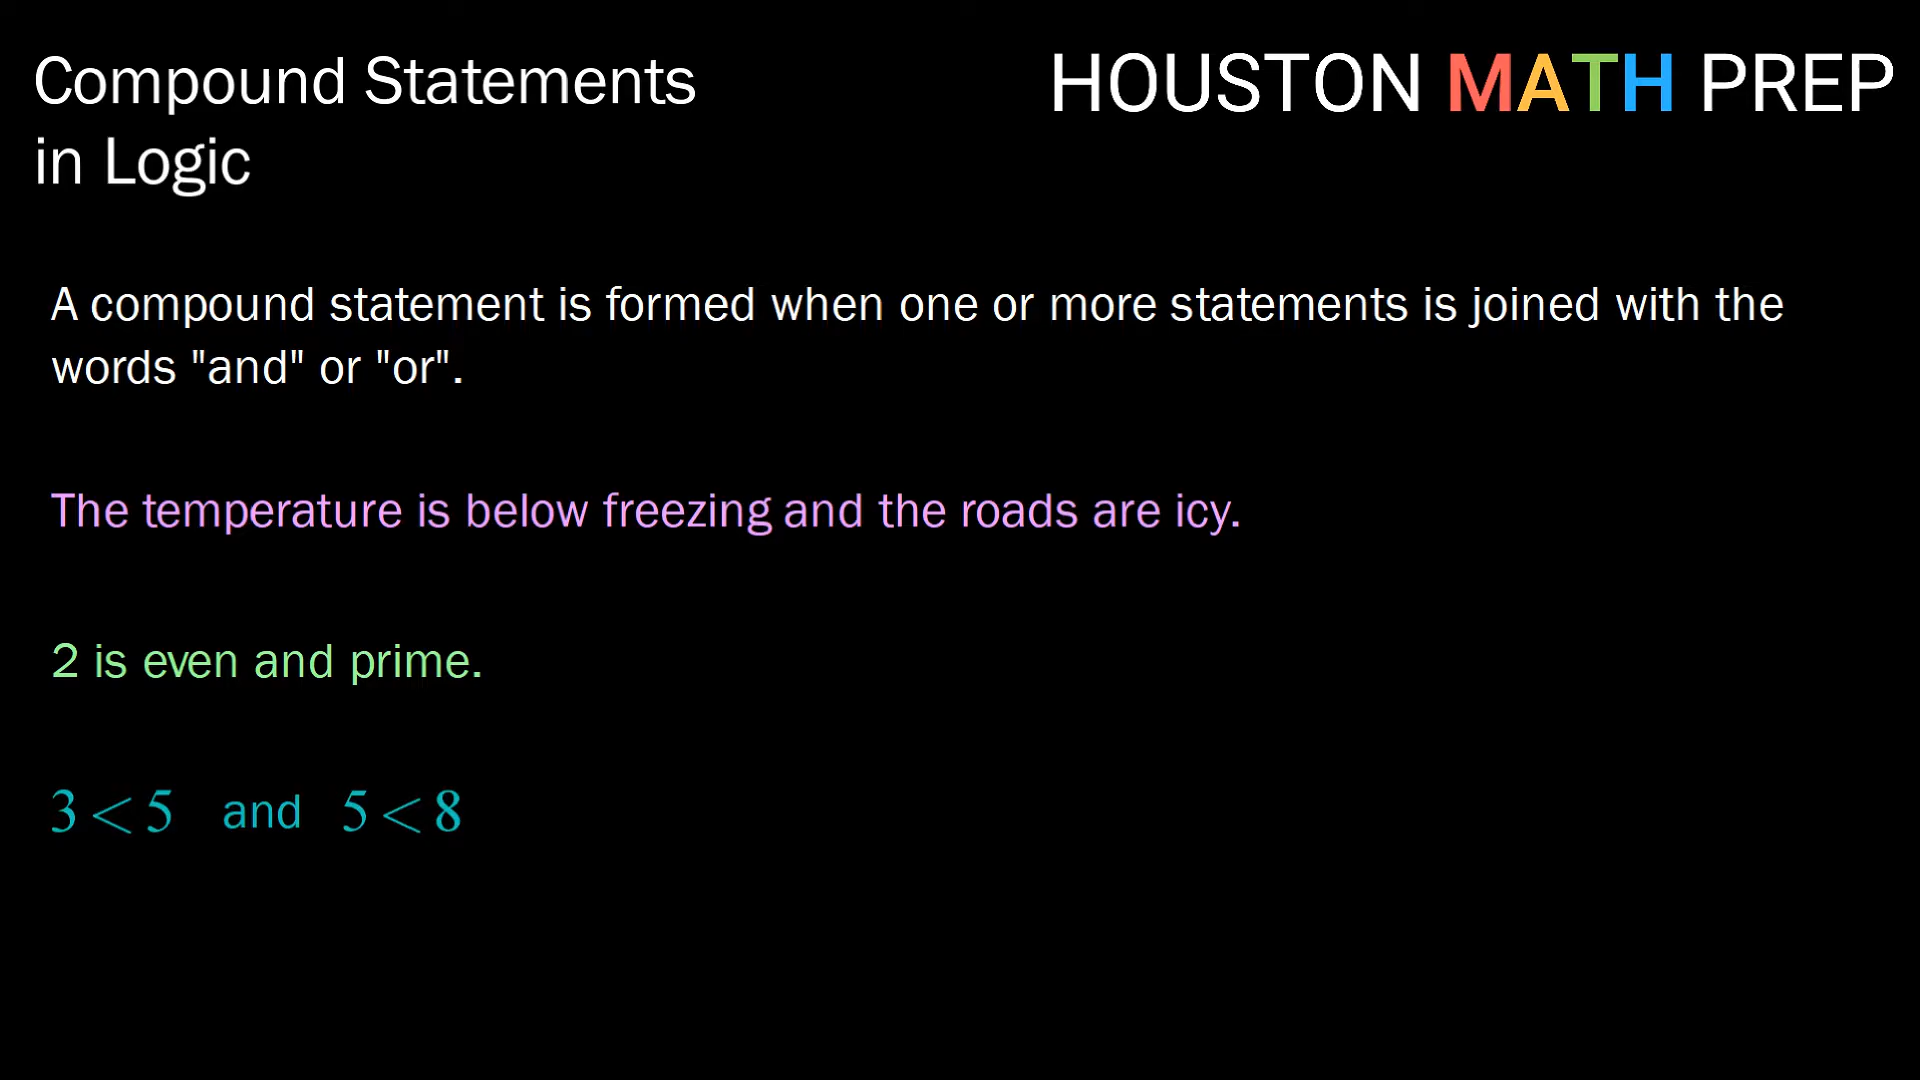 Compound Statements
in Logic
HOUSTON MATH PREP
A compound statement is formed when one or more statements is joined with the
words "and" or "or".
The temperature is below freezing and the roads are icy.
2 is even and prime.
3 < 5 and 5 < 8